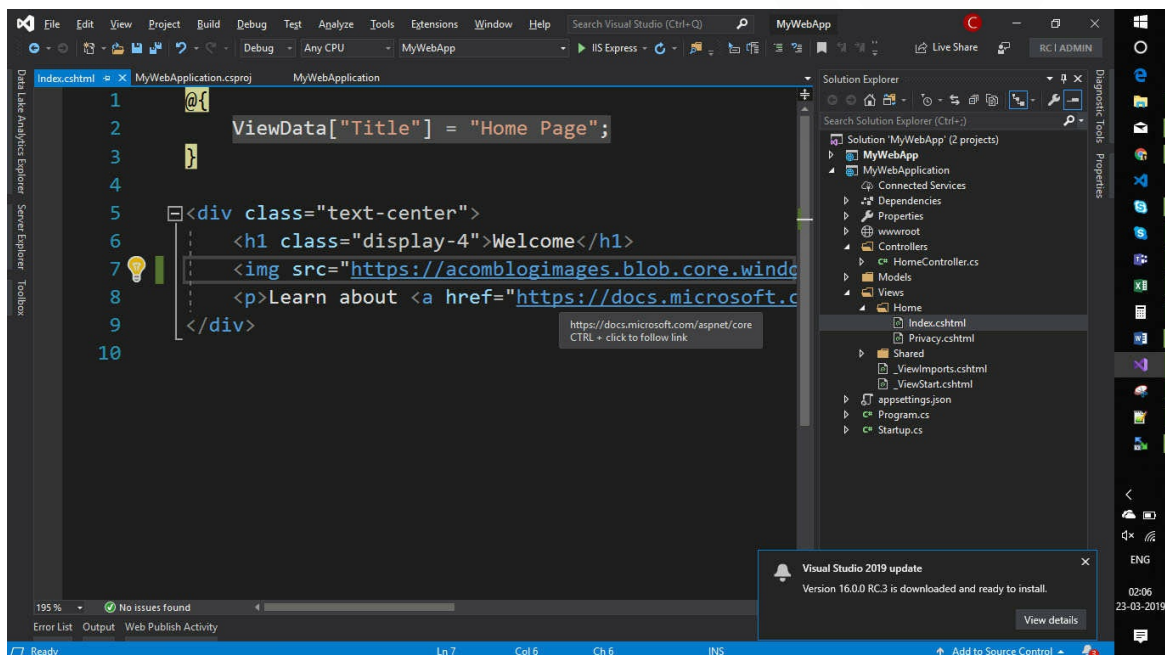 File Edit View Project Build Debug Test Analyze Tools Extensions Window Help Search Visual Studio (Ctrl+Q) MyWebApp C
Debug Any CPU MyWebApp IIS Express Live Share RC | ADMIN
Index.cshtml MyWebApplication.csproj MyWebApplication
Data Lake Analytics Explorer
Server Explorer
Toolbox
1 @{
2 ViewData["Title"] = "Home Page";
3 }
4
5 <div class="text-center">
6 <h1 class="display-4">Welcome</h1>
7 <img src="https://acomblogimages.blob.core.windo
8 <p>Learn about <a href="https://docs.microsoft.c
9 </div>
10
https://docs.microsoft.com/aspnet/core
CTRL + click to follow link
195 % No issues found
Error List Output Web Publish Activity
Solution Explorer
Search Solution Explorer (Ctrl+;)
Solution 'MyWebApp' (2 projects)
MyWebApp
MyWebApplication
Connected Services
Dependencies
Properties
wwwroot
Controllers
C# HomeController.cs
Models
Views
Home
Index.cshtml
Privacy.cshtml
Shared
_ViewImports.cshtml
_ViewStart.cshtml
appsettings.json
C# Program.cs
C# Startup.cs
Diagnostic Tools
Properties
Visual Studio 2019 update
Version 16.0.0 RC.3 is downloaded and ready to install.
View details
Ready Ln 7 Col 6 Ch 6 INS Add to Source Control
ENG
02:06
23-03-2019